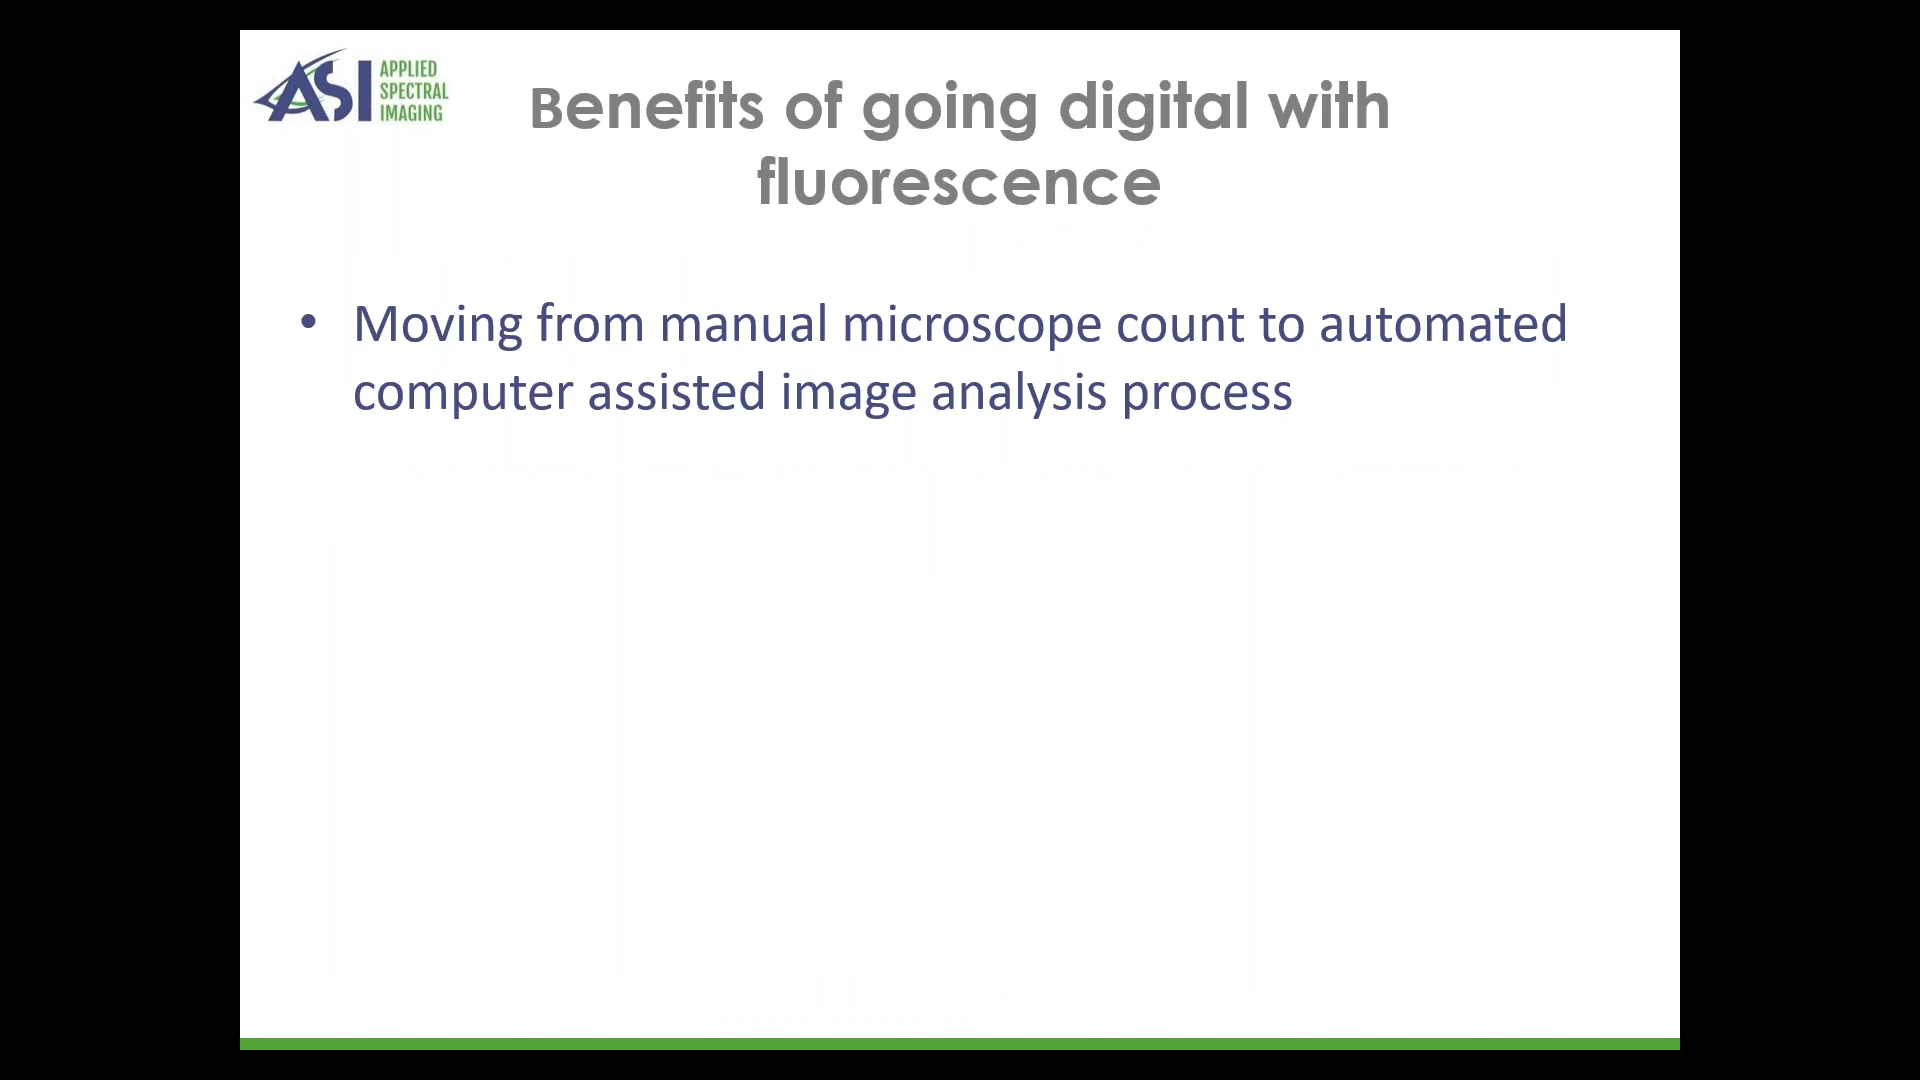 ASI APPLIED
SPECTRAL
IMAGING
Benefits of going digital with
fluorescence
• Moving from manual microscope count to automated
computer assisted image analysis process